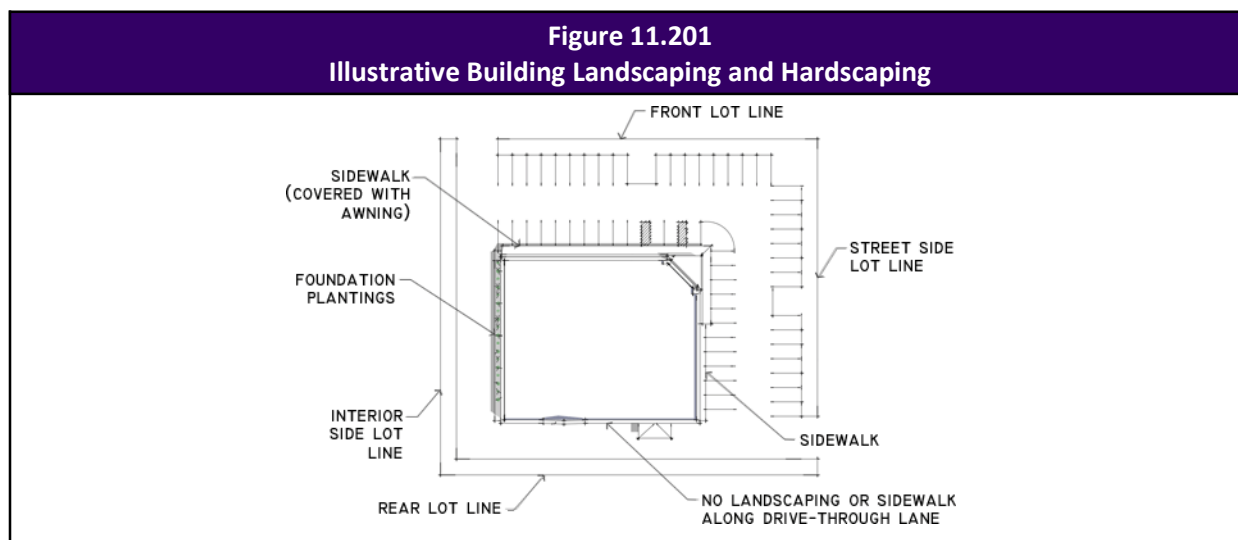 Figure 11.201
Illustrative Building Landscaping and Hardscaping
FRONT LOT LINE
SIDEWALK
(COVERED WITH
AWNING)
STREET SIDE
LOT LINE
FOUNDATION
PLANTINGS
INTERIOR
SIDE LOT
LINE
SIDEWALK
REAR LOT LINE
NO LANDSCAPING OR SIDEWALK
ALONG DRIVE-THROUGH LANE